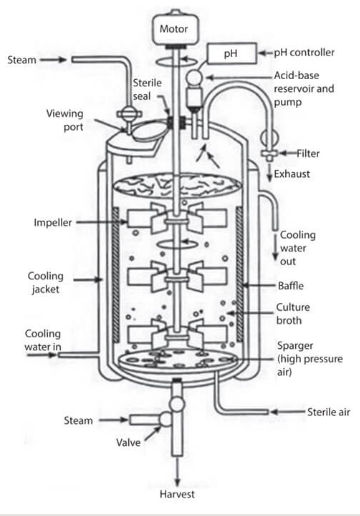 Motor
pH
pH controller
Steam
Sterile
seal
Acid-base
reservoir and
pump
Viewing
port
Filter
Exhaust
Impeller
Cooling
water
out
Cooling
jacket
Baffle
Culture
broth
Cooling
water in
Sparger
(high pressure
air)
Steam
Sterile air
Valve
Harvest